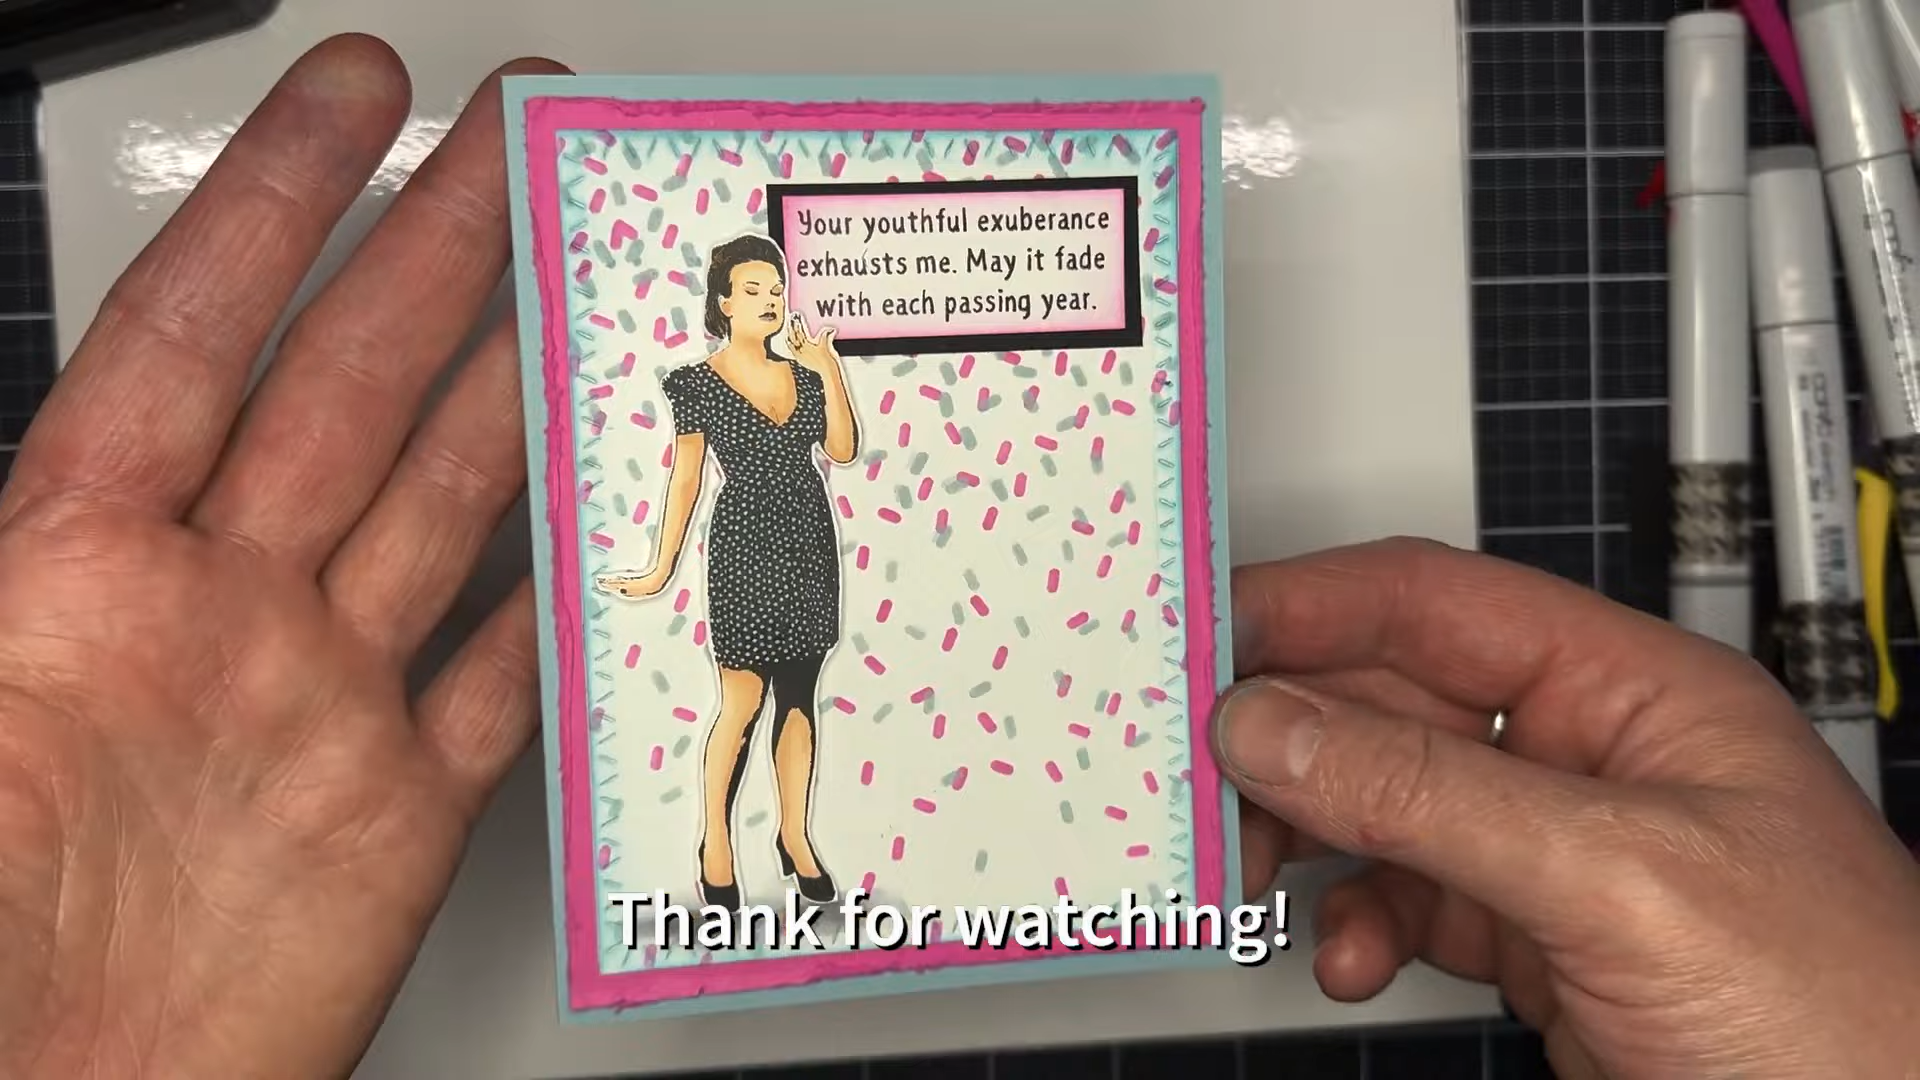 Your youthful exuberance
exhausts me. May it fade
with each passing year.
Thank for watching!